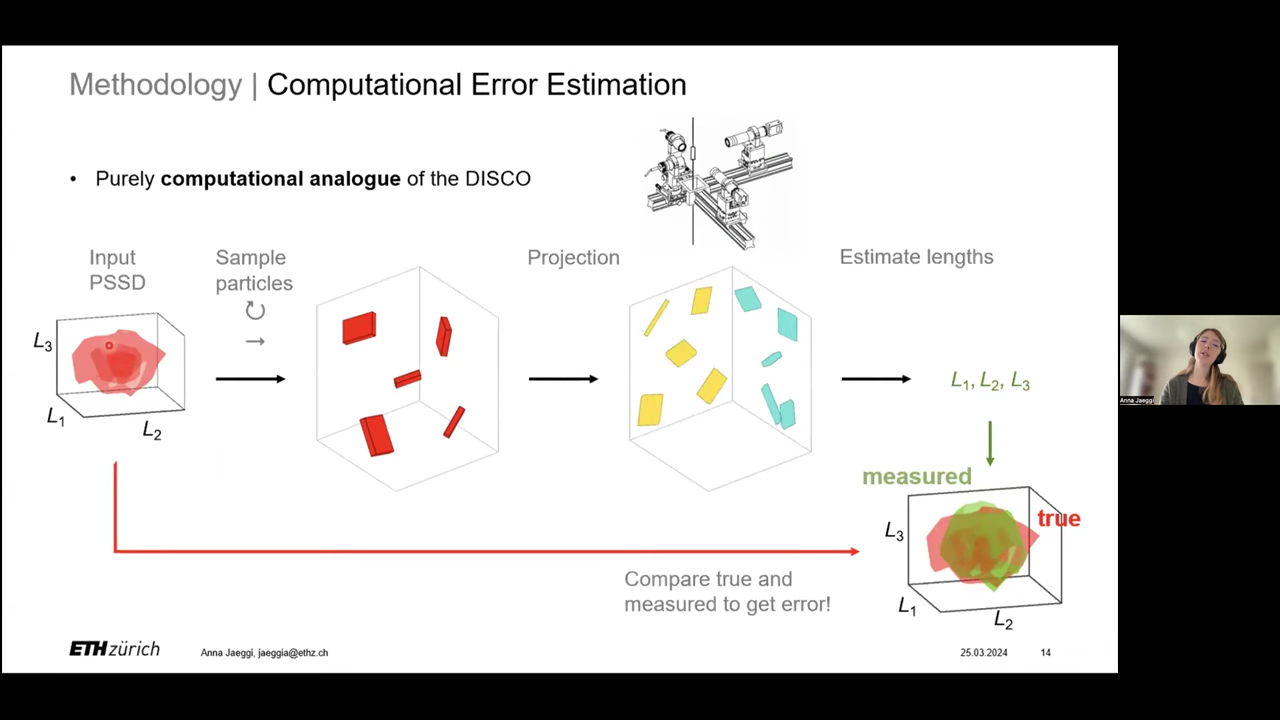 Methodology | Computational Error Estimation
• Purely computational analogue of the DISCO
Input
PSSD
Sample
particles
Projection
Estimate lengths
L3
L1
L2
L1, L2, L3
measured
true
L3
L1
L2
Compare true and
measured to get error!
ETH zürich
Anna Jaeggi, jaeggia@ethz.ch
25.03.2024
14
Anna Jaeggi